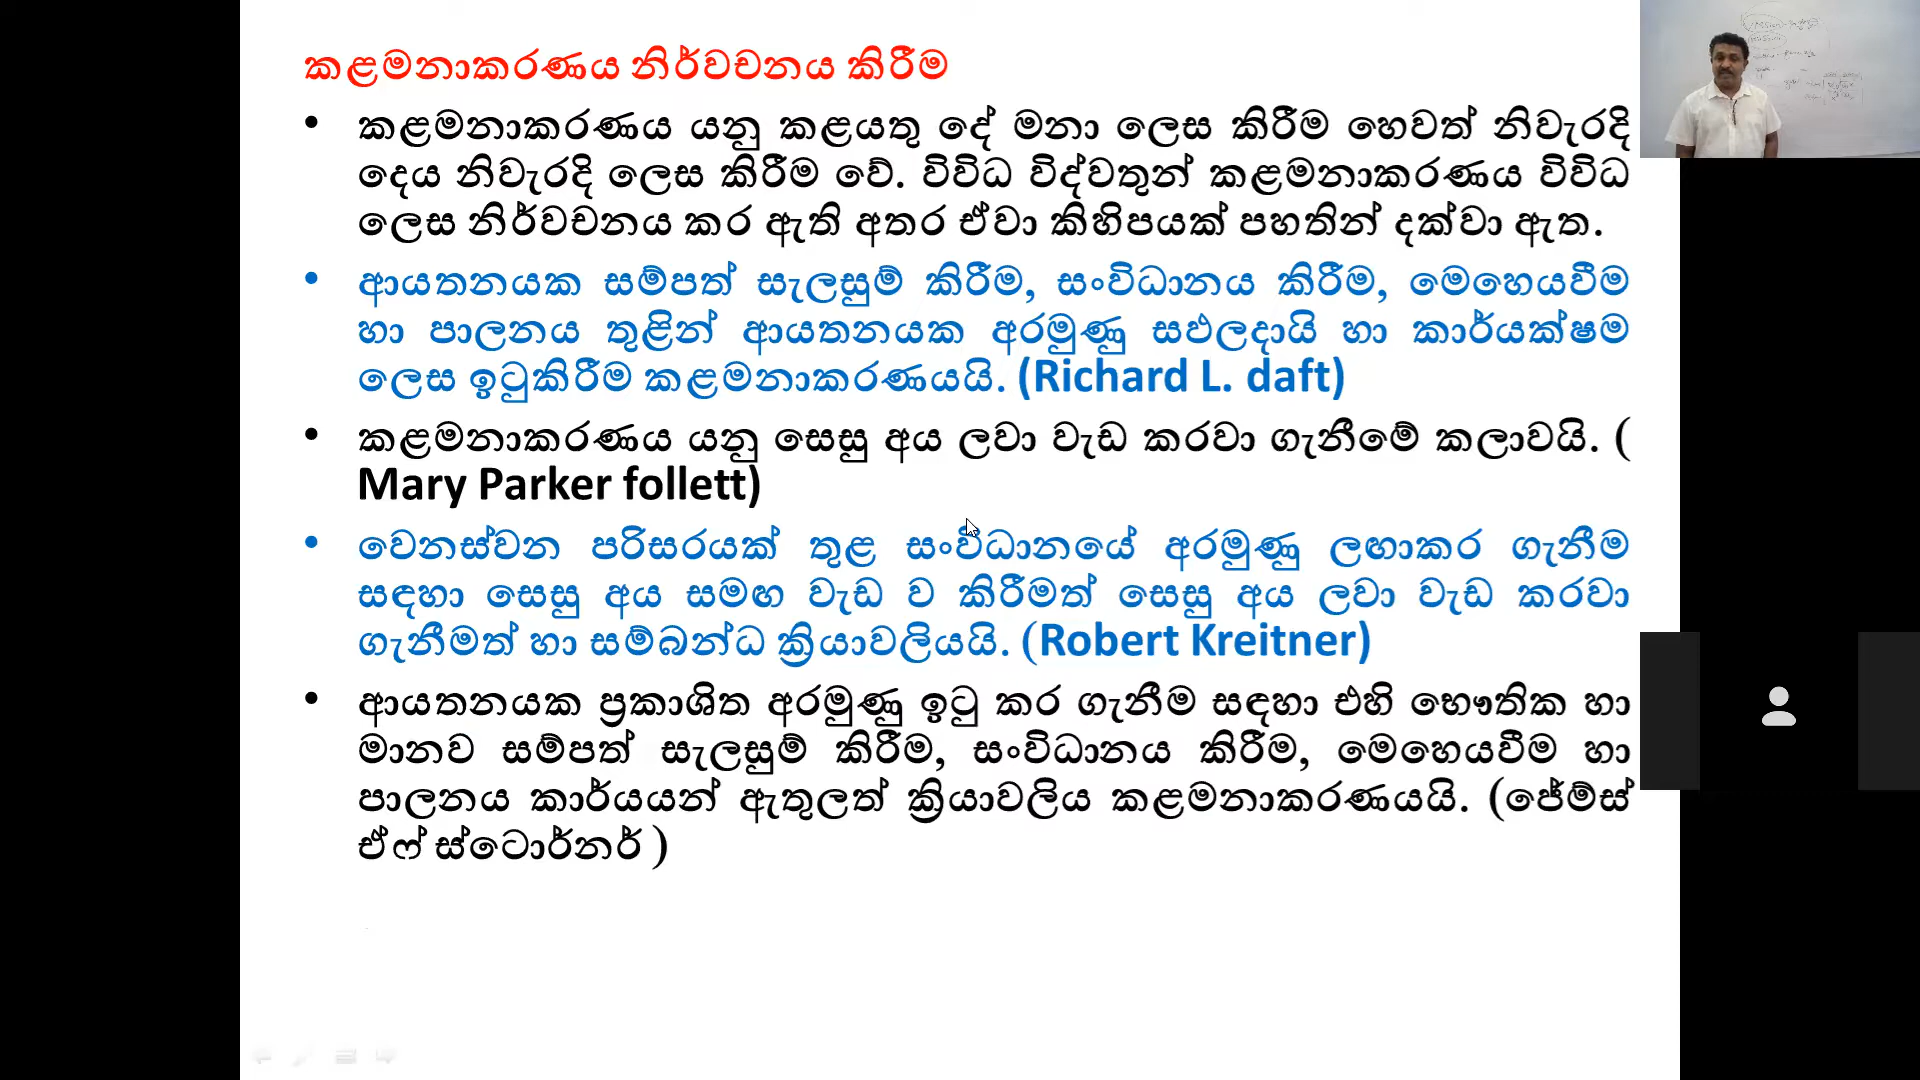 කළමනාකරණය නිර්වචනය කිරීම
• කළමනාකරණය යනු කළයතු දේ මනා ලෙස කිරීම හෙවත් නිවැරදි
දෙය නිවැරදි ලෙස කිරීම වේ. විවිධ විද්වතුන් කළමනාකරණය විවිධ
ලෙස නිර්වචනය කර ඇති අතර ඒවා කිහිපයක් පහතින් දක්වා ඇත.
• ආයතනයක සම්පත් සැලසුම් කිරීම, සංවිධානය කිරීම, මෙහෙයවීම
හා පාලනය තුළින් ආයතනයක අරමුණු සඵලදායි හා කාර්යක්ෂම
ලෙස ඉටුකිරීම කළමනාකරණයයි. (Richard L. daft)
• කළමනාකරණය යනු සෙසු අය ලවා වැඩ කරවා ගැනීමේ කලාවයි. (
Mary Parker follett)
• වෙනස්වන පරිසරයක් තුළ සංවිධානයේ අරමුණු ලඟාකර ගැනීම
සඳහා සෙසු අය සමඟ වැඩ ව කිරීමත් සෙසු අය ලවා වැඩ කරවා
ගැනීමත් හා සම්බන්ධ ක්‍රියාවලියයි. (Robert Kreitner)
• ආයතනයක ප්‍රකාශිත අරමුණු ඉටු කර ගැනීම සඳහා එහි භෞතික හා
මානව සම්පත් සැලසුම් කිරීම, සංවිධානය කිරීම, මෙහෙයවීම හා
පාලනය කාර්යයන් ඇතුලත් ක්‍රියාවලිය කළමනාකරණයයි. (ජේම්ස්
ඒෆ් ස්ටොර්නර් )